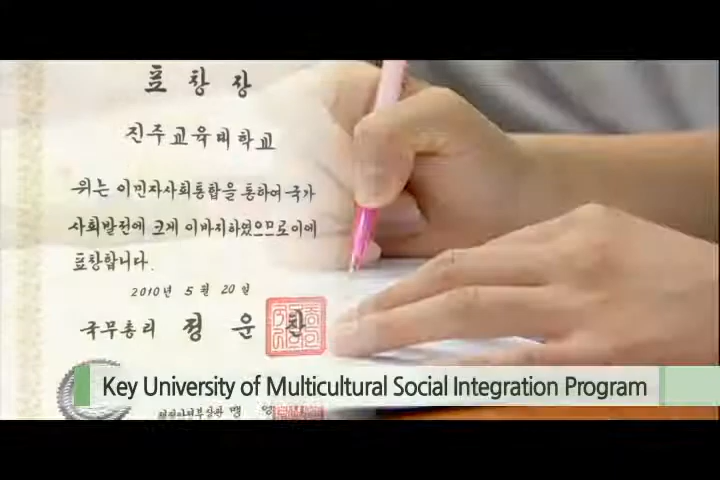 표 창 장
진주교육대학교
위는 이민자사회통합을 통하여 국가
사회발전에 크게 이바지하였으므로 이에
표창합니다.
2010년 5월 20일
국무총리 정 운 찬
Key University of Multicultural Social Integration Program